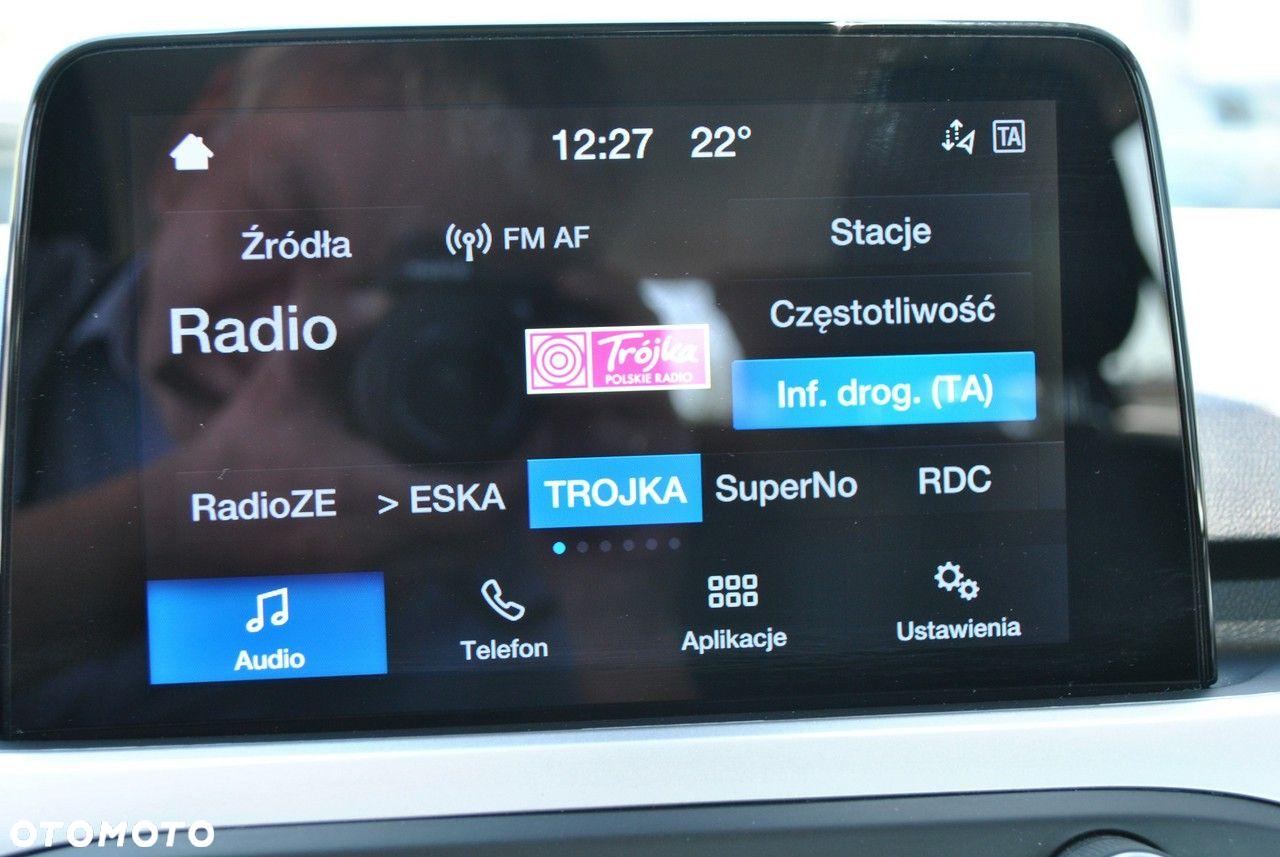 12:27 22°
TA
Źródła FM AF Stacje
Radio
Częstotliwość
Trójka
POLSKIE RADIO
Inf. drog. (TA)
RadioZE > ESKA TROJKA SuperNo RDC
Audio Telefon Aplikacje Ustawienia
OTOMOTO